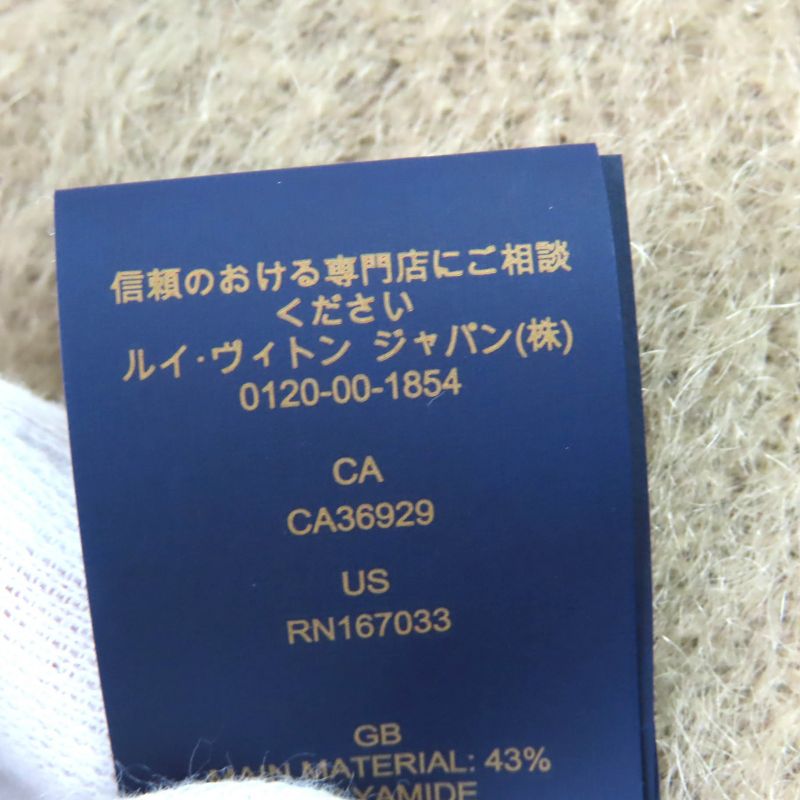 信頼のおける専門店にご相談
ください
ルイ・ヴィトン ジャパン(株)
0120-00-1854
CA
CA36929
US
RN167033
GB
MAIN MATERIAL: 43%